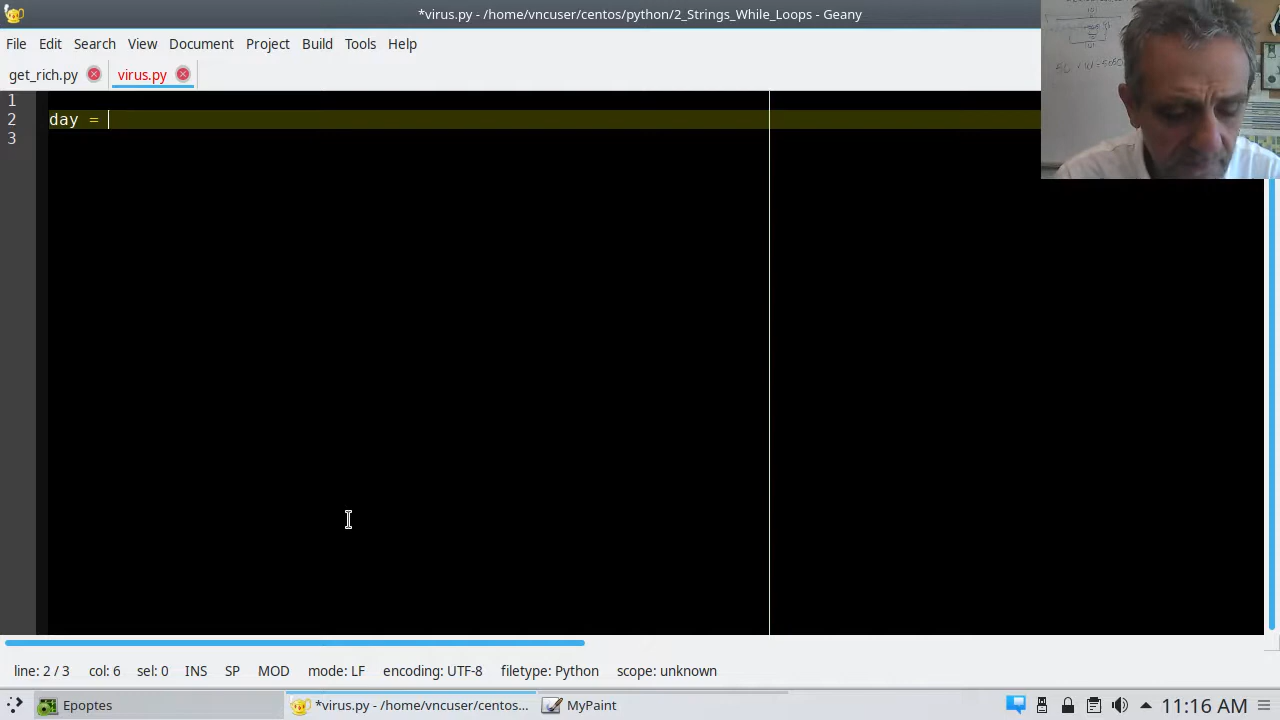 *virus.py - /home/vncuser/centos/python/2_Strings_While_Loops - Geany
File Edit Search View Document Project Build Tools Help
get_rich.py virus.py
1
2 day =
3
line: 2 / 3 col: 6 sel: 0 INS SP MOD mode: LF encoding: UTF-8 filetype: Python scope: unknown
Epoptes *virus.py - /home/vncuser/centos... MyPaint 11:16 AM